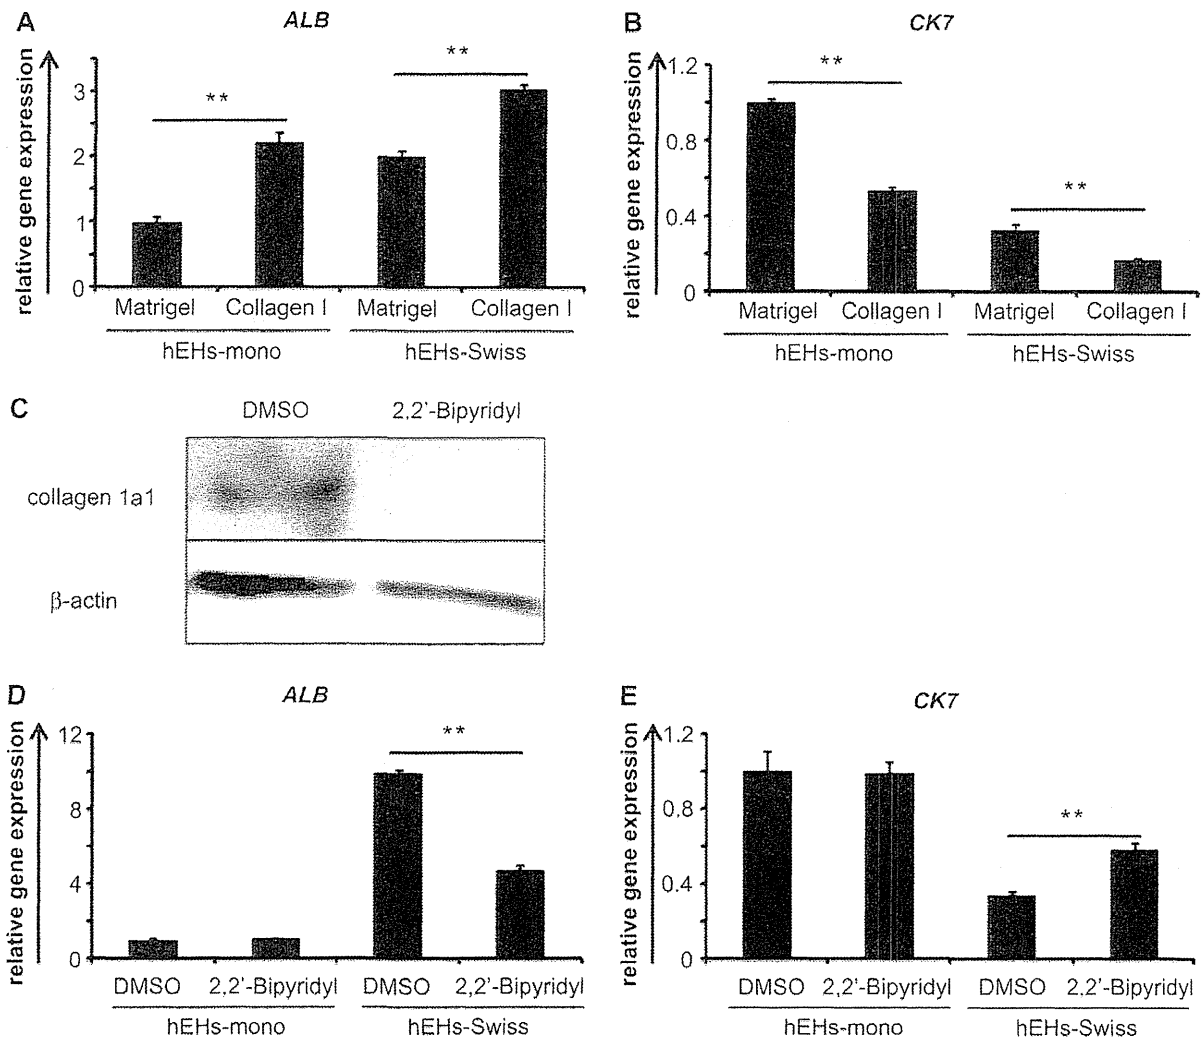 A
ALB
relative gene expression
3
2
1
0
**
**
Matrigel Collagen I Matrigel Collagen I
hEHs-mono hEHs-Swiss
B
CK7
relative gene expression
1.2
0.8
0.4
0
**
**
Matrigel Collagen I Matrigel Collagen I
hEHs-mono hEHs-Swiss
C
DMSO 2,2'-Bipyridyl
collagen 1a1
β-actin
D
ALB
relative gene expression
12
8
4
0
**
DMSO 2,2'-Bipyridyl DMSO 2,2'-Bipyridyl
hEHs-mono hEHs-Swiss
E
CK7
relative gene expression
1.2
0.8
0.4
0
**
DMSO 2,2'-Bipyridyl DMSO 2,2'-Bipyridyl
hEHs-mono hEHs-Swiss